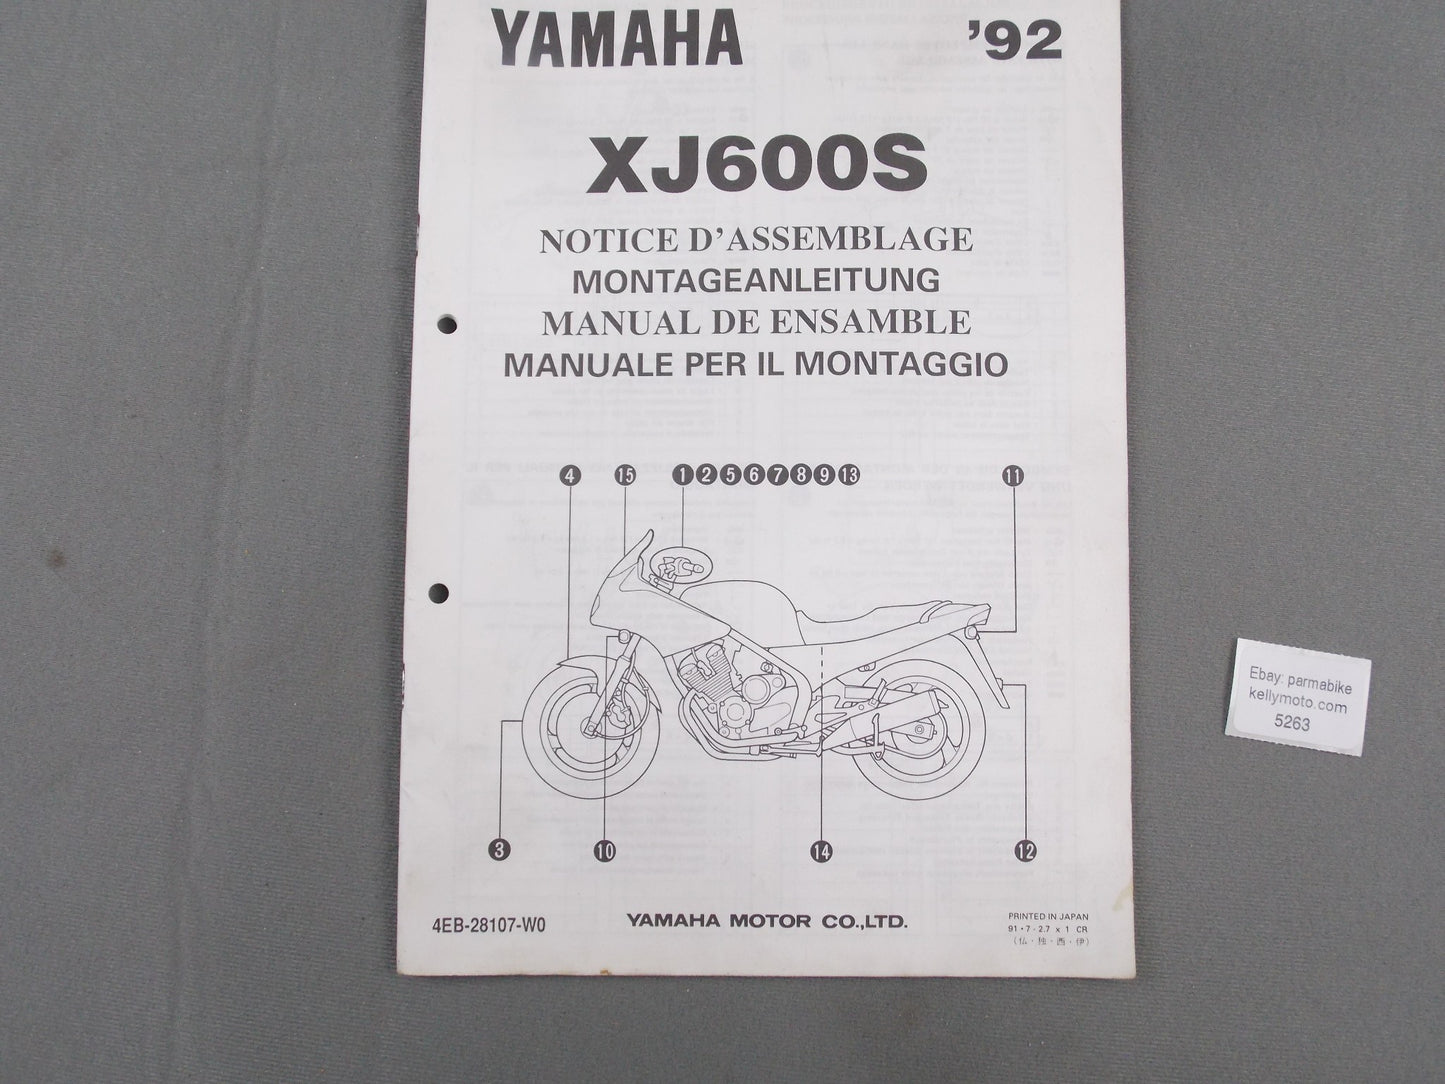 YAMAHA '92
XJ600S
NOTICE D'ASSEMBLAGE
MONTAGEANLEITUNG
MANUAL DE ENSAMBLE
MANUALE PER IL MONTAGGIO
4 15 1 2 5 6 7 8 9 13 11
3 10 14 12
4EB-28107-W0 YAMAHA MOTOR CO.,LTD.
PRINTED IN JAPAN
91・7-2.7 x 1 CR
(仏・独・西・伊)
Ebay: parmabike
kellymoto.com
5263